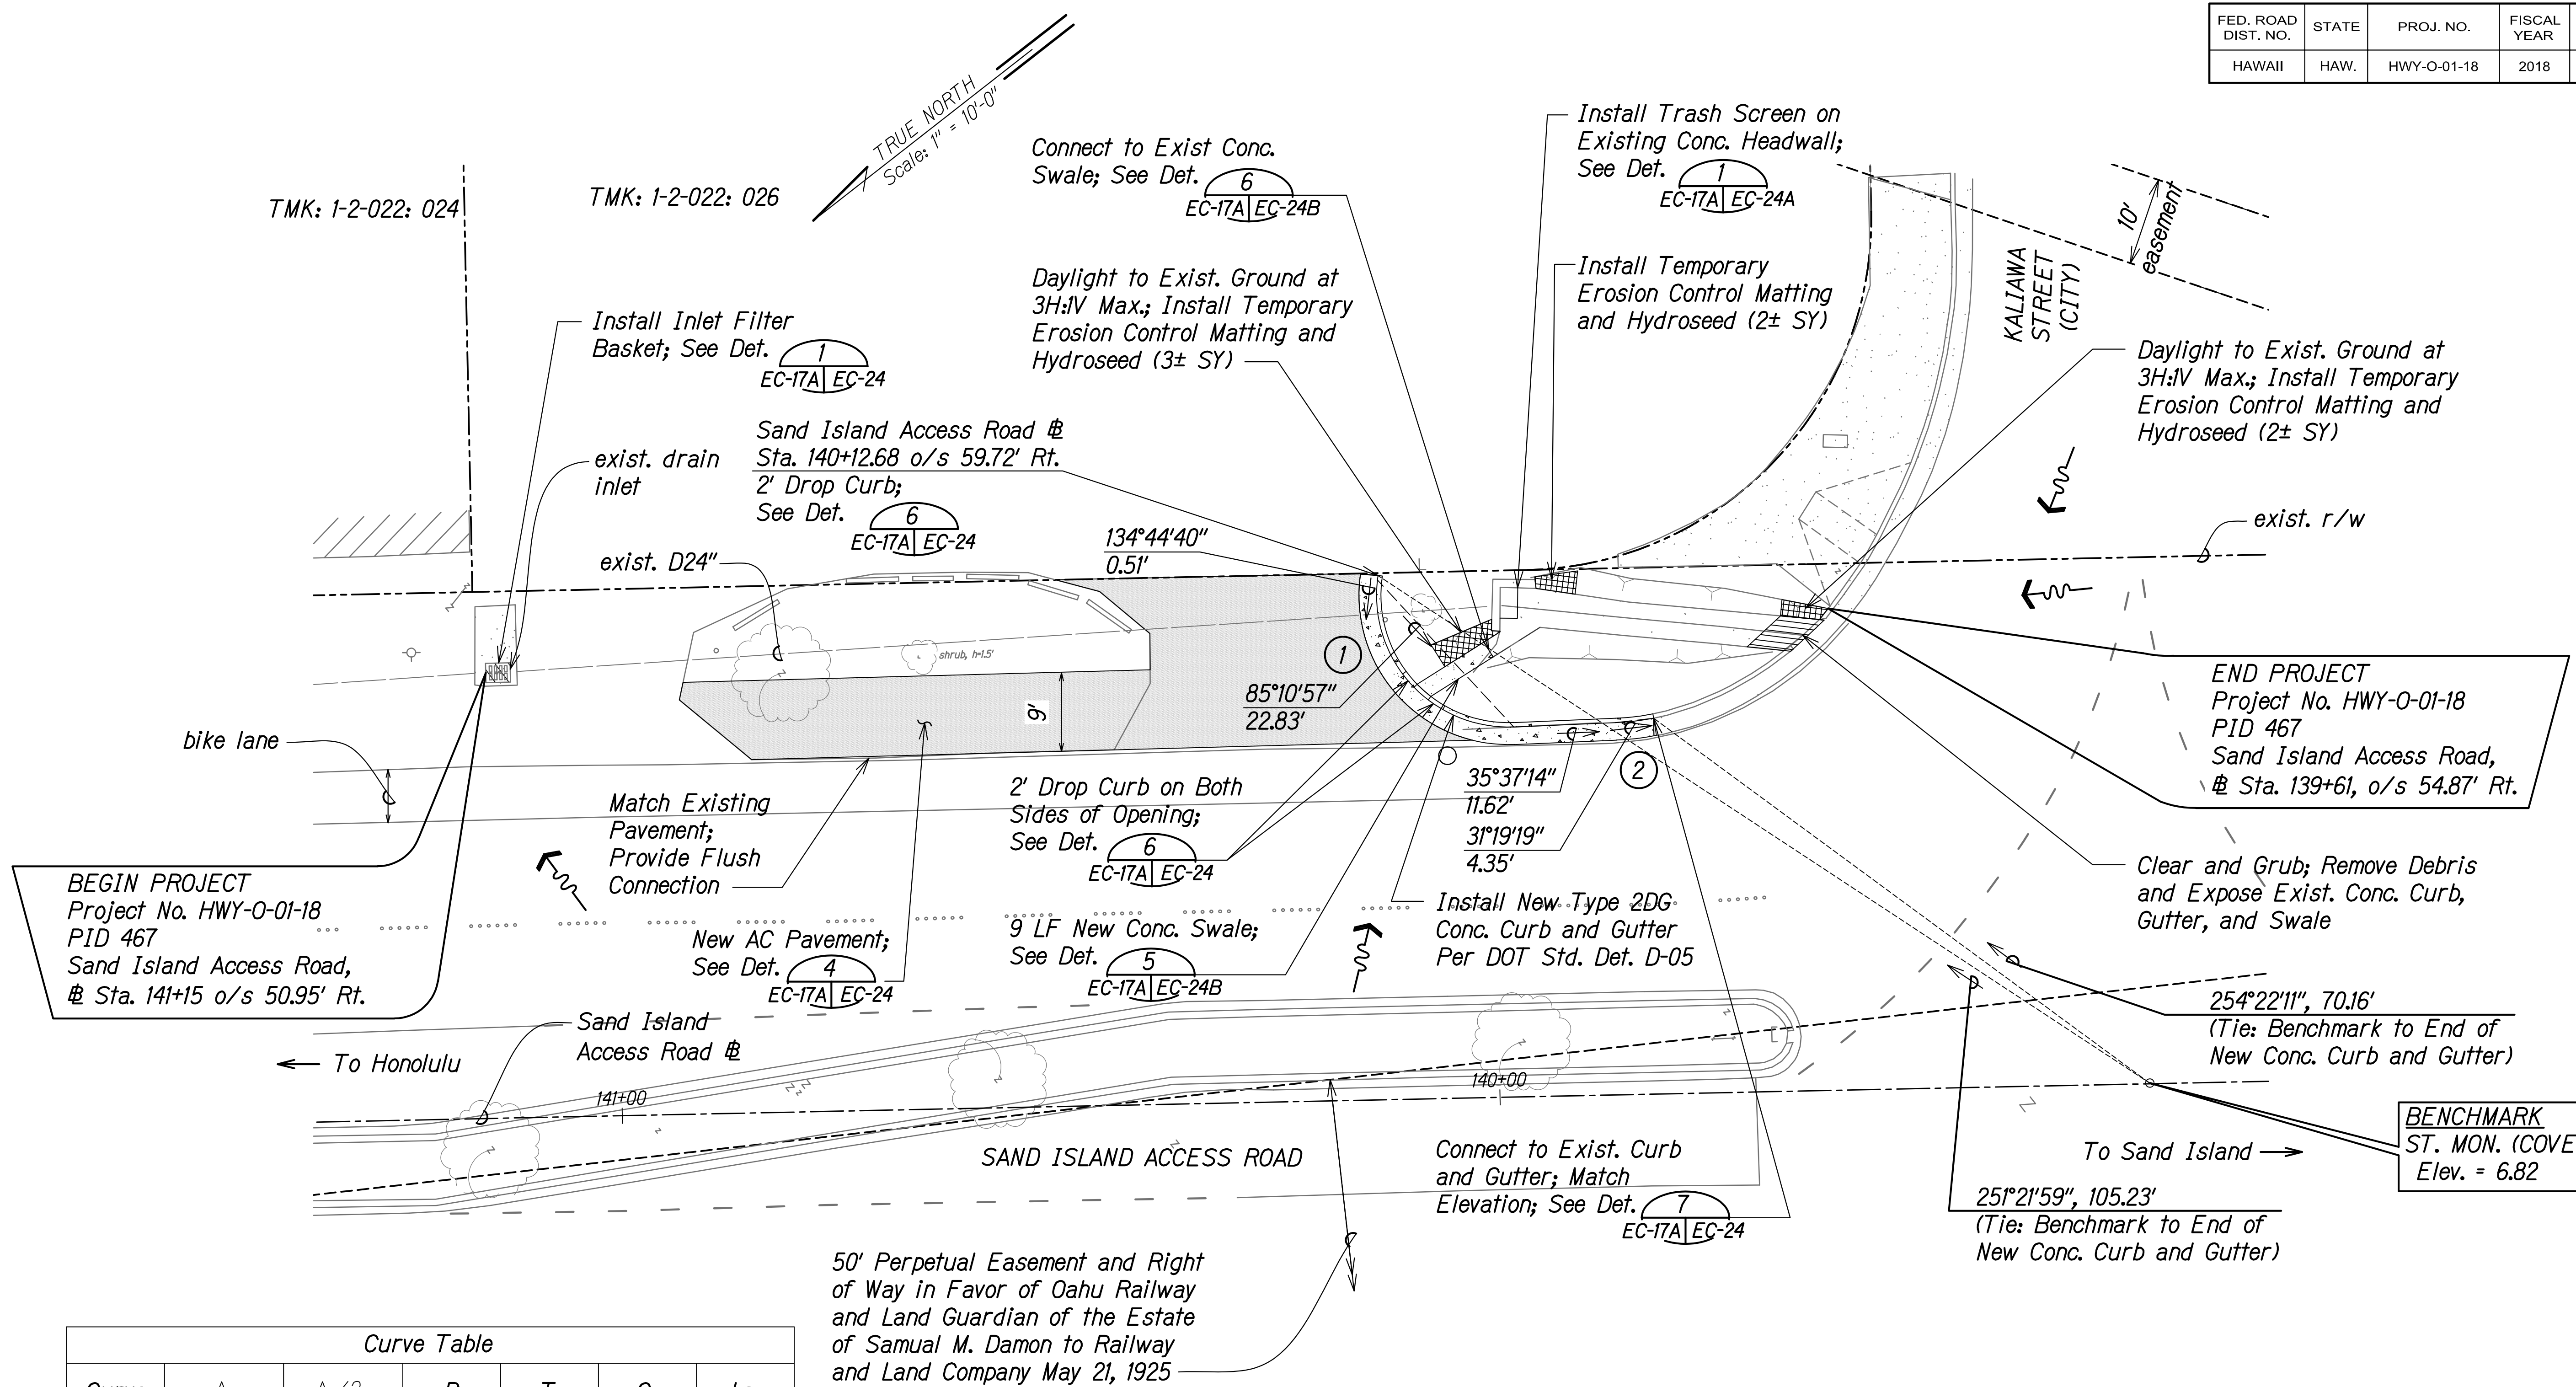 FED. ROAD DIST. NO.
STATE
PROJ. NO.
FISCAL YEAR
HAWAII
HAW.
HWY-O-01-18
2018
TRUE NORTH
Scale: 1" = 10'-0"
TMK: 1-2-022: 024
TMK: 1-2-022: 026
Connect to Exist Conc.
Swale; See Det.
6
EC-17A EC-24B
Install Trash Screen on
Existing Conc. Headwall;
See Det.
1
EC-17A EC-24A
10'
easement
KALIAWA
STREET
(CITY)
Daylight to Exist. Ground at
3H:1V Max.; Install Temporary
Erosion Control Matting and
Hydroseed (3± SY)
Install Temporary
Erosion Control Matting
and Hydroseed (2± SY)
Install Inlet Filter
Basket; See Det.
1
EC-17A EC-24
Daylight to Exist. Ground at
3H:1V Max.; Install Temporary
Erosion Control Matting and
Hydroseed (2± SY)
exist. drain
inlet
Sand Island Access Road ℄
Sta. 140+12.68 o/s 59.72' Rt.
2' Drop Curb;
See Det.
6
EC-17A EC-24
exist. r/w
exist. D24"
134°44'40"
0.51'
shrub, h=1.5'
1
85°10'57"
22.83'
9'
bike lane
35°37'14"
11.62'
2
31°19'19"
4.35'
END PROJECT
Project No. HWY-O-01-18
PID 467
Sand Island Access Road,
℄ Sta. 139+61, o/s 54.87' Rt.
Match Existing
Pavement;
Provide Flush
Connection
2' Drop Curb on Both
Sides of Opening;
See Det.
6
EC-17A EC-24
BEGIN PROJECT
Project No. HWY-O-01-18
PID 467
Sand Island Access Road,
℄ Sta. 141+15 o/s 50.95' Rt.
New AC Pavement;
See Det.
4
EC-17A EC-24
9 LF New Conc. Swale;
See Det.
5
EC-17A EC-24B
Install New Type 2DG
Conc. Curb and Gutter
Per DOT Std. Det. D-05
Clear and Grub; Remove Debris
and Expose Exist. Conc. Curb,
Gutter, and Swale
254°22'11", 70.16'
(Tie: Benchmark to End of
New Conc. Curb and Gutter)
Sand Island
Access Road ℄
To Honolulu
141+00
140+00
SAND ISLAND ACCESS ROAD
Connect to Exist. Curb
and Gutter; Match
Elevation; See Det.
7
EC-17A EC-24
To Sand Island
BENCHMARK
ST. MON. (COVE
Elev. = 6.82
251°21'59", 105.23'
(Tie: Benchmark to End of
New Conc. Curb and Gutter)
50' Perpetual Easement and Right
of Way in Favor of Oahu Railway
and Land Guardian of the Estate
of Samual M. Damon to Railway
and Land Company May 21, 1925
Curve Table